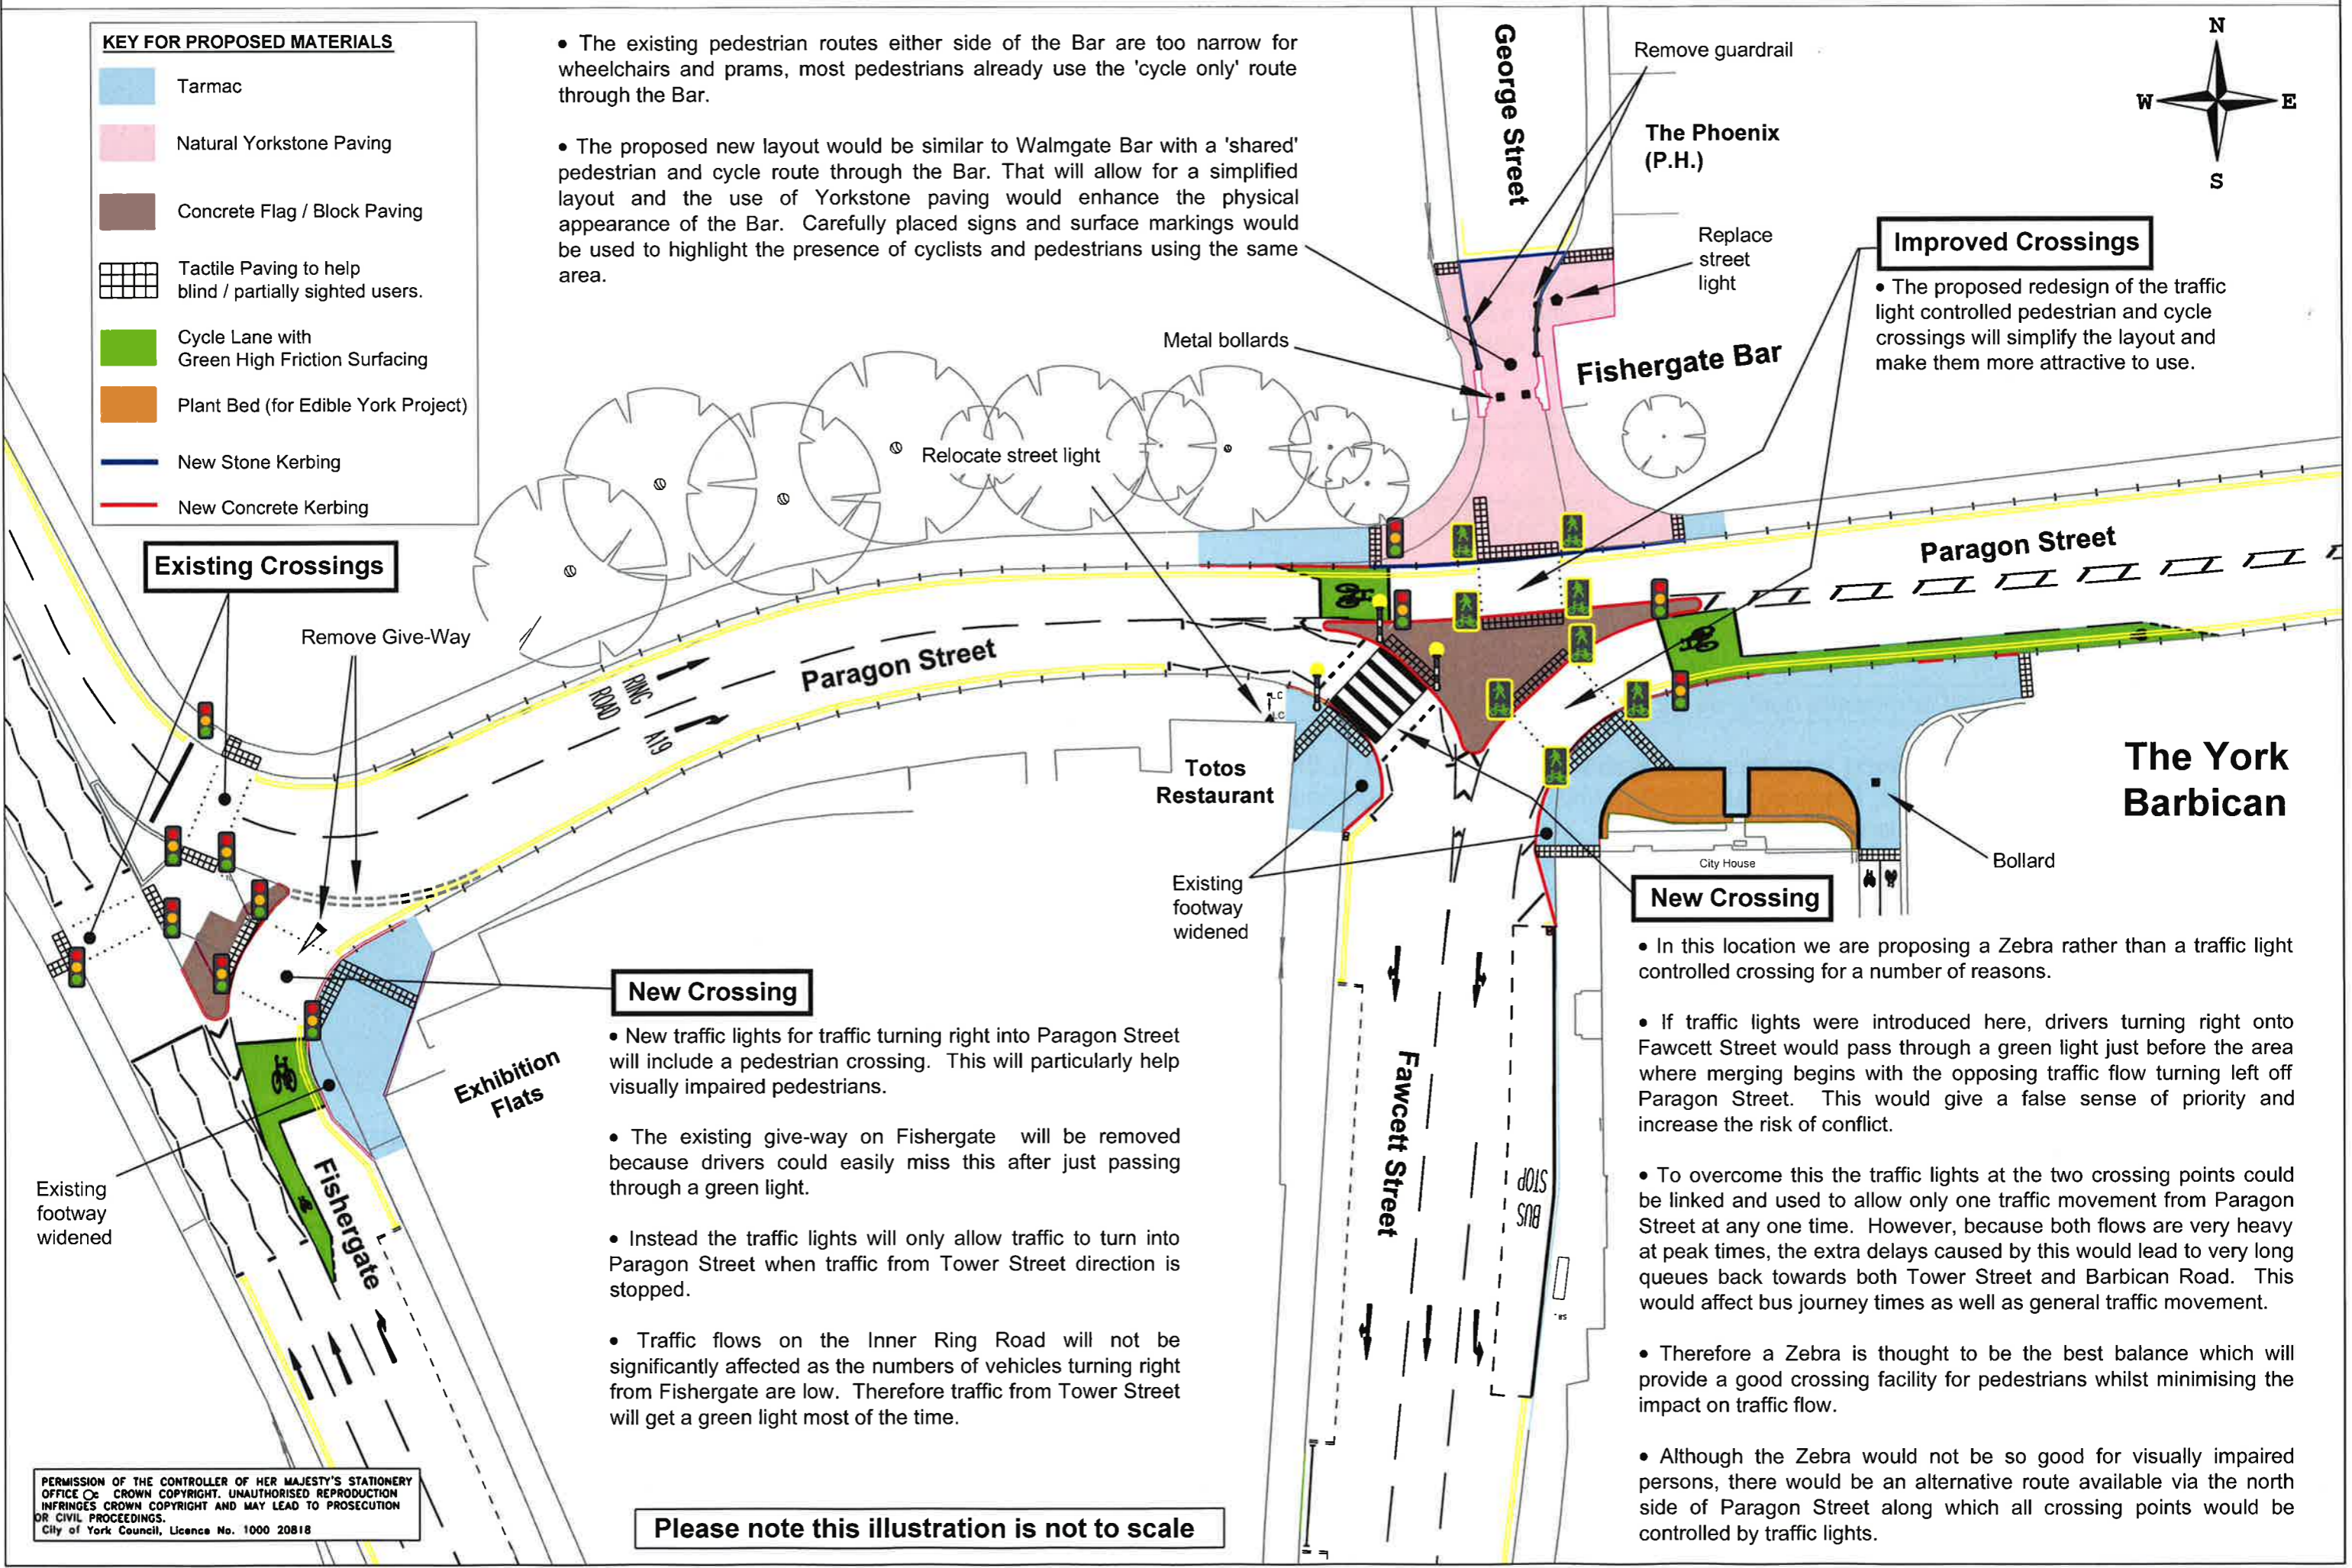 KEY FOR PROPOSED MATERIALS
Tarmac
Natural Yorkstone Paving
Concrete Flag / Block Paving
Tactile Paving to help
blind / partially sighted users.
Cycle Lane with
Green High Friction Surfacing
Plant Bed (for Edible York Project)
New Stone Kerbing
New Concrete Kerbing
• The existing pedestrian routes either side of the Bar are too narrow for
wheelchairs and prams, most pedestrians already use the 'cycle only' route
through the Bar.
• The proposed new layout would be similar to Walmgate Bar with a 'shared'
pedestrian and cycle route through the Bar. That will allow for a simplified
layout and the use of Yorkstone paving would enhance the physical
appearance of the Bar. Carefully placed signs and surface markings would
be used to highlight the presence of cyclists and pedestrians using the same
area.
George Street
Remove guardrail
The Phoenix
(P.H.)
Replace
street
light
N
W
E
S
Improved Crossings
• The proposed redesign of the traffic
light controlled pedestrian and cycle
crossings will simplify the layout and
make them more attractive to use.
Metal bollards
Fishergate Bar
Relocate street light
Existing Crossings
Remove Give-Way
Paragon Street
RING
ROAD
A19
Paragon Street
LC
LC
Totos
Restaurant
The York
Barbican
City House
Bollard
Existing
footway
widened
New Crossing
• In this location we are proposing a Zebra rather than a traffic light
controlled crossing for a number of reasons.
• If traffic lights were introduced here, drivers turning right onto
Fawcett Street would pass through a green light just before the area
where merging begins with the opposing traffic flow turning left off
Paragon Street. This would give a false sense of priority and
increase the risk of conflict.
• To overcome this the traffic lights at the two crossing points could
be linked and used to allow only one traffic movement from Paragon
Street at any one time. However, because both flows are very heavy
at peak times, the extra delays caused by this would lead to very long
queues back towards both Tower Street and Barbican Road. This
would affect bus journey times as well as general traffic movement.
• Therefore a Zebra is thought to be the best balance which will
provide a good crossing facility for pedestrians whilst minimising the
impact on traffic flow.
• Although the Zebra would not be so good for visually impaired
persons, there would be an alternative route available via the north
side of Paragon Street along which all crossing points would be
controlled by traffic lights.
New Crossing
• New traffic lights for traffic turning right into Paragon Street
will include a pedestrian crossing. This will particularly help
visually impaired pedestrians.
• The existing give-way on Fishergate will be removed
because drivers could easily miss this after just passing
through a green light.
• Instead the traffic lights will only allow traffic to turn into
Paragon Street when traffic from Tower Street direction is
stopped.
• Traffic flows on the Inner Ring Road will not be
significantly affected as the numbers of vehicles turning right
from Fishergate are low. Therefore traffic from Tower Street
will get a green light most of the time.
Exhibition
Flats
Fishergate
Existing
footway
widened
Fawcett Street
BUS
STOP
PERMISSION OF THE CONTROLLER OF HER MAJESTY'S STATIONERY
OFFICE CROWN COPYRIGHT. UNAUTHORISED REPRODUCTION
INFRINGES CROWN COPYRIGHT AND MAY LEAD TO PROSECUTION
OR CIVIL PROCEEDINGS.
City of York Council, Licence No. 1000 20818
Please note this illustration is not to scale